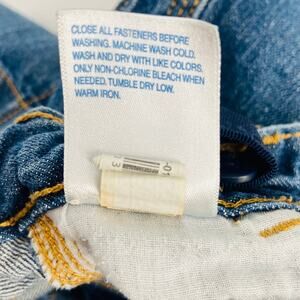 CLOSE ALL FASTENERS BEFORE
WASHING. MACHINE WASH COLD.
WASH AND DRY WITH LIKE COLORS.
ONLY NON-CHLORINE BLEACH WHEN
NEEDED. TUMBLE DRY LOW.
WARM IRON.
3